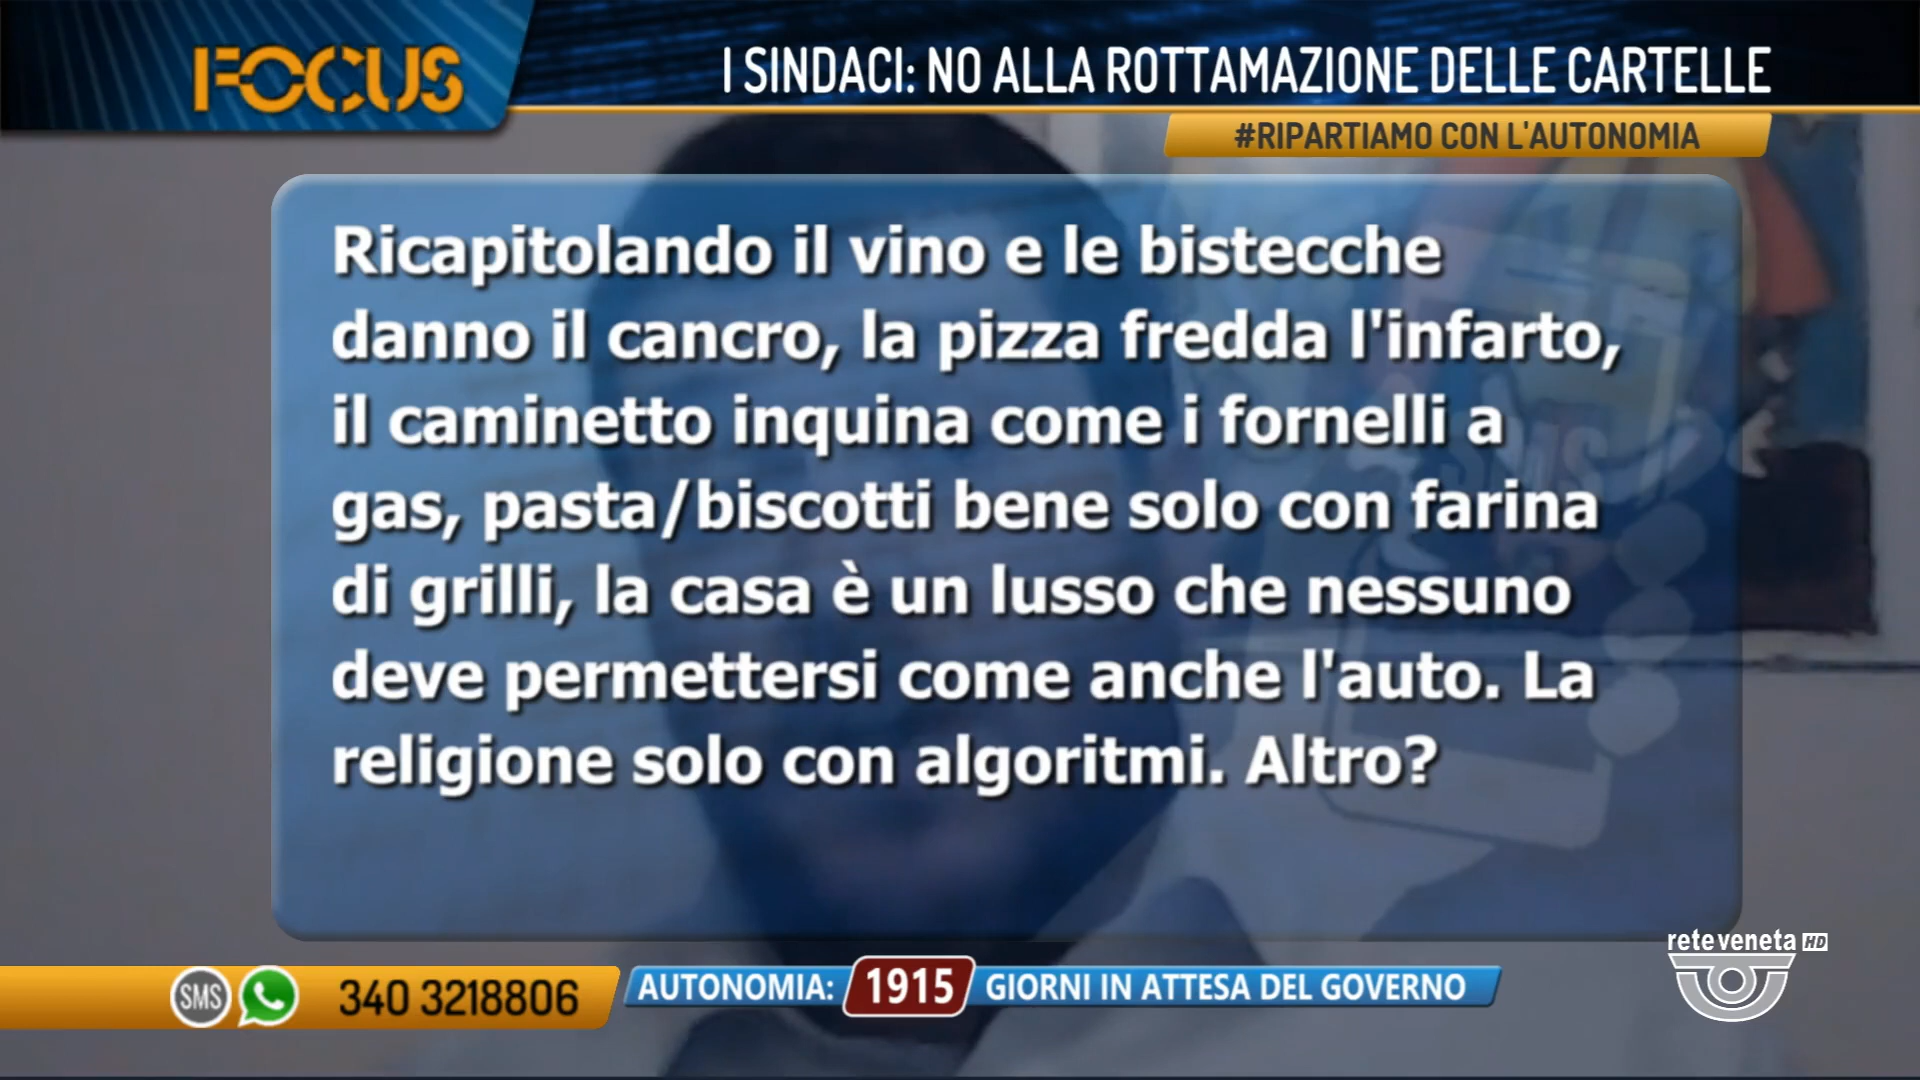 FOCUS
I SINDACI: NO ALLA ROTTAMAZIONE DELLE CARTELLE
#RIPARTIAMO CON L'AUTONOMIA
Ricapitolando il vino e le bistecche
danno il cancro, la pizza fredda l'infarto,
il caminetto inquina come i fornelli a
gas, pasta/biscotti bene solo con farina
di grilli, la casa è un lusso che nessuno
deve permettersi come anche l'auto. La
religione solo con algoritmi. Altro?
reteveneta HD
SMS 340 3218806
AUTONOMIA: 1915 GIORNI IN ATTESA DEL GOVERNO